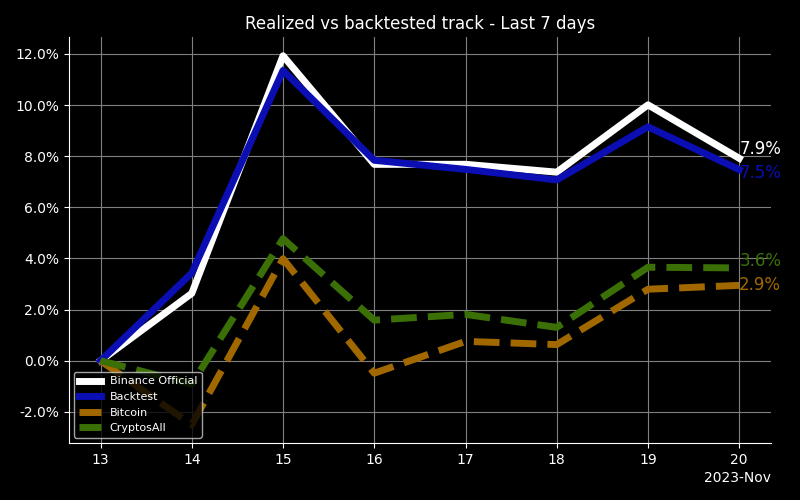 Realized vs backtested track - Last 7 days
12.0%
10.0%
8.0%
6.0%
4.0%
2.0%
0.0%
-2.0%
7.9%
7.5%
3.6%
2.9%
Binance Official
Backtest
Bitcoin
CryptosAll
13 14 15 16 17 18 19 20
2023-Nov